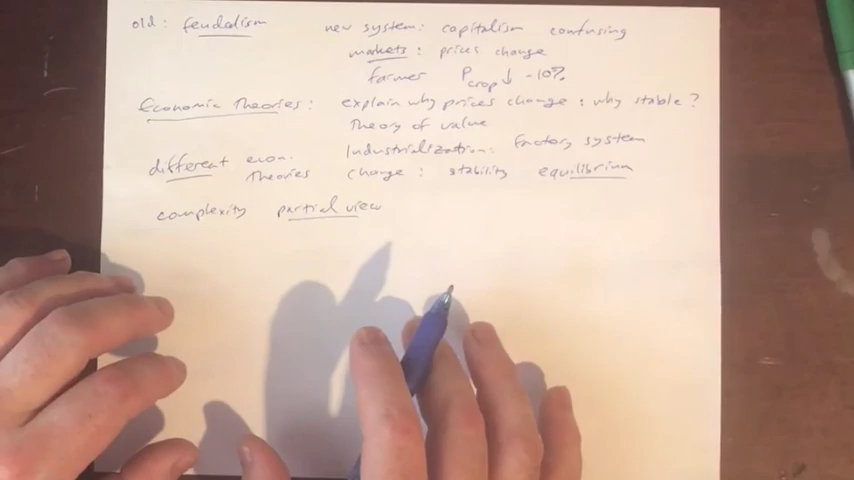 old: feudalism new system: capitalism confusing
markets: prices change
farmer P crop ↓ -10%
Economic Theories: explain why prices change: why stable?
Theory of value
Industrialization: factory system
different econ. Theories change: stability equilibrium
complexity partial view